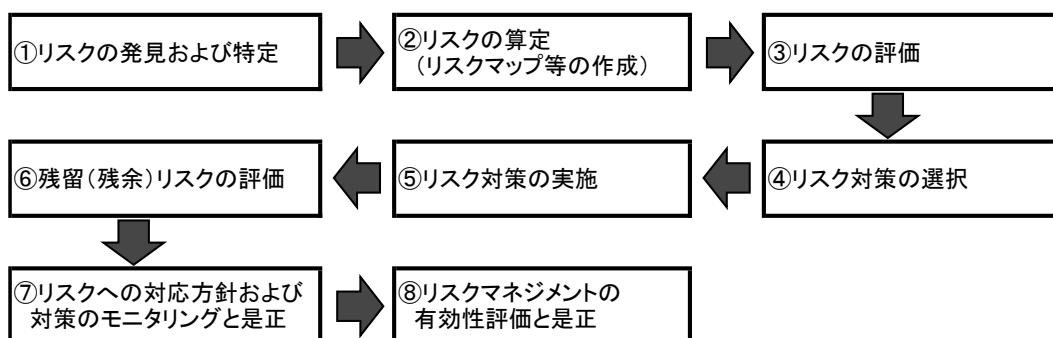 ①リスクの発見および特定
②リスクの算定
(リスクマップ等の作成)
③リスクの評価
④リスク対策の選択
⑤リスク対策の実施
⑥残留(残余)リスクの評価
⑦リスクへの対応方針および
対策のモニタリングと是正
⑧リスクマネジメントの
有効性評価と是正